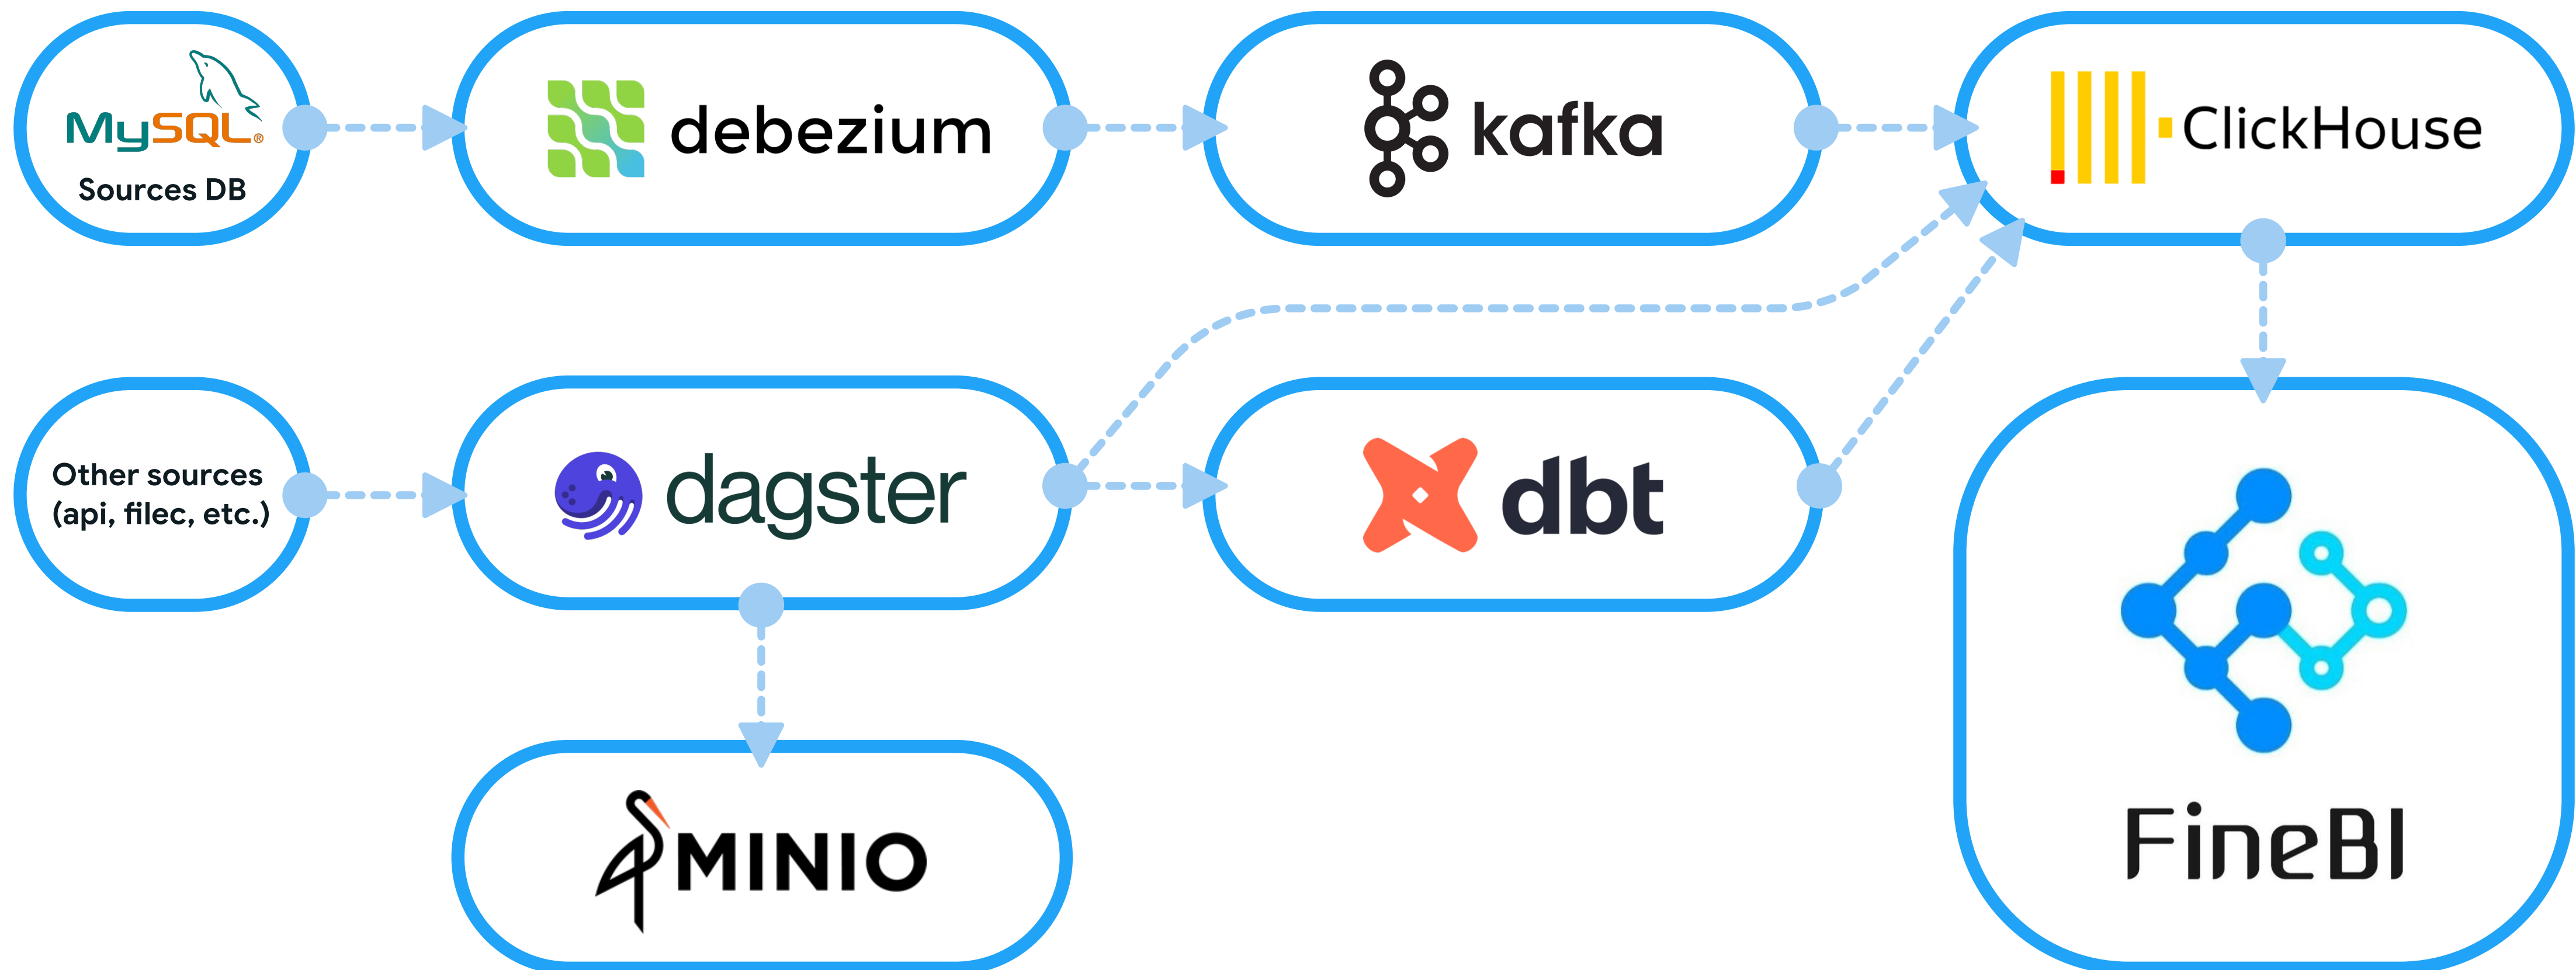 MySQL®
Sources DB
debezium
kafka
ClickHouse
Other sources
(api, filec, etc.)
dagster
dbt
MINIO
FineBI